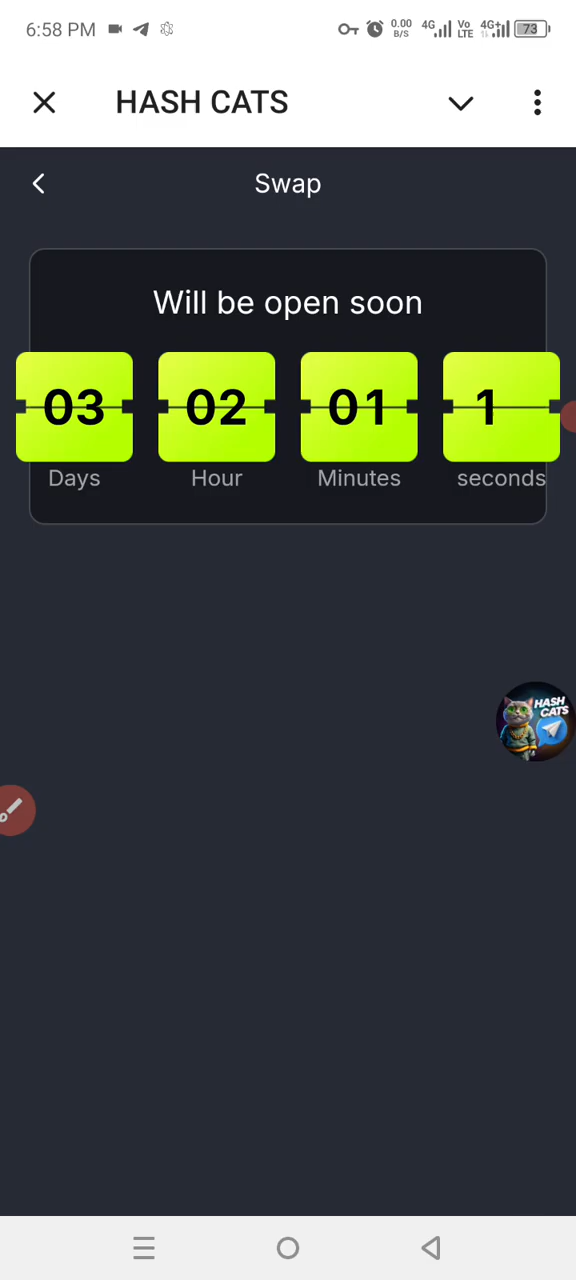 6:58 PM
0.00
B/S
4G
Vo
LTE
4G+
73
HASH CATS
Swap
Will be open soon
03 02 01 1
Days Hour Minutes seconds
HASH
CATS